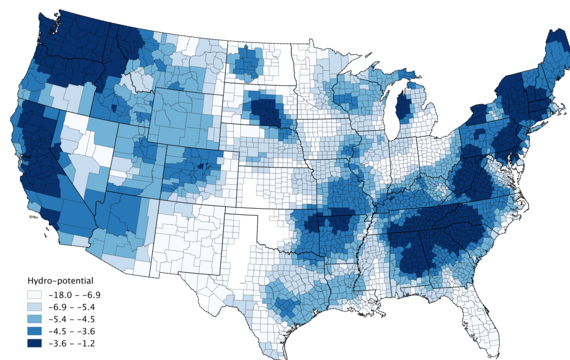 Hydro-potential
-18.0 – -6.9
-6.9 – -5.4
-5.4 – -4.5
-4.5 – -3.6
-3.6 – -1.2